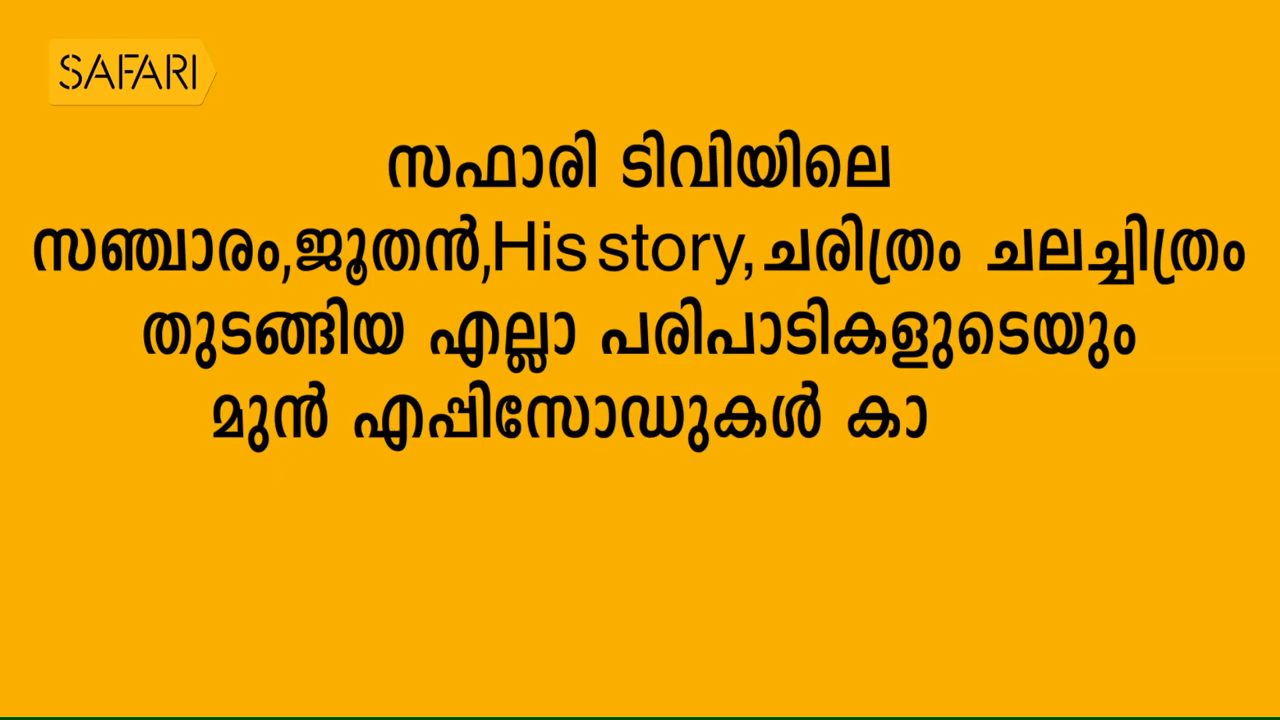 SAFARI
സഫാരി ടിവിയിലെ
സഞ്ചാരം,ജൂതൻ,His story,ചരിത്രം ചലച്ചിത്രം
തുടങ്ങിയ എല്ലാ പരിപാടികളുടെയും
മുൻ എപ്പിസോഡുകൾ കാ